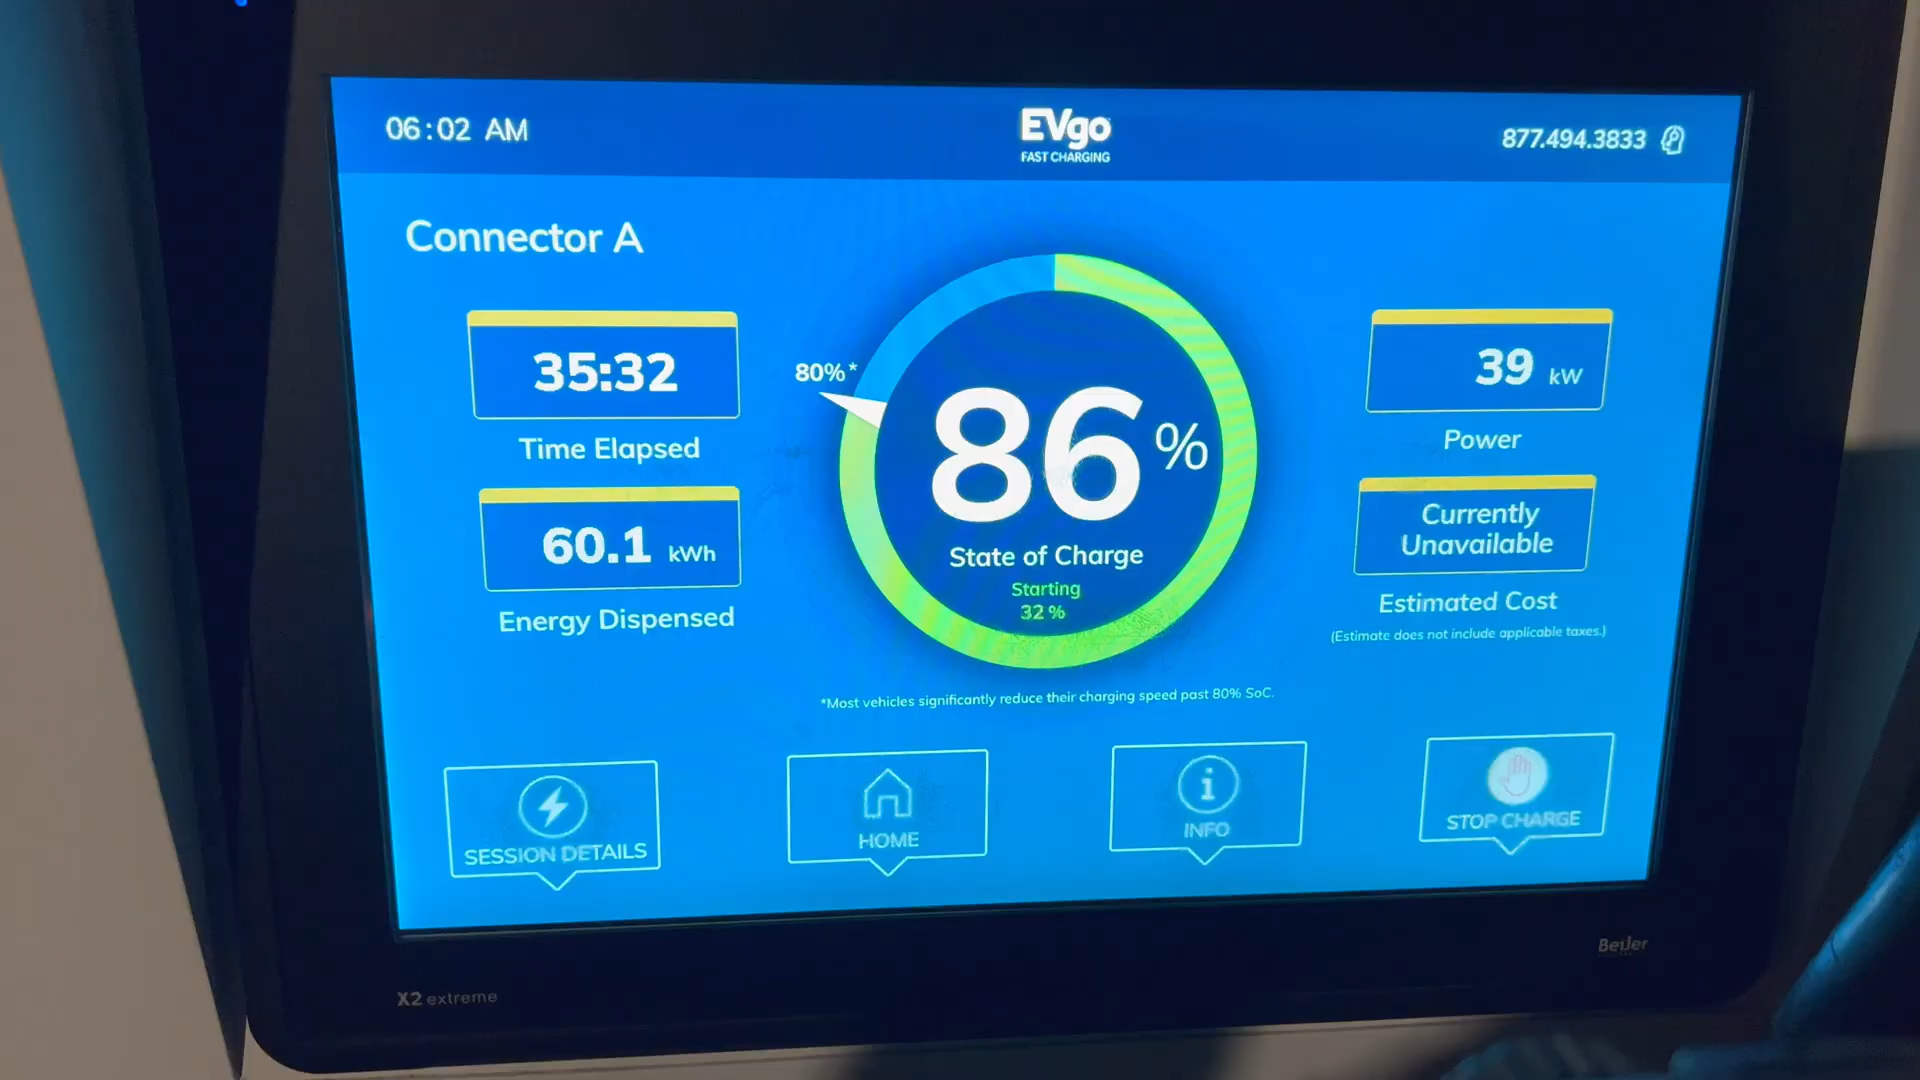 06:02 AM
EVgo
FAST CHARGING
877.494.3833
Connector A
35:32
Time Elapsed
60.1 kWh
Energy Dispensed
80%*
86%
State of Charge
Starting
32 %
39 kW
Power
Currently
Unavailable
Estimated Cost
(Estimate does not include applicable taxes.)
*Most vehicles significantly reduce their charging speed past 80% SoC.
SESSION DETAILS
HOME
i
INFO
STOP CHARGE
Beijer
X2 extreme